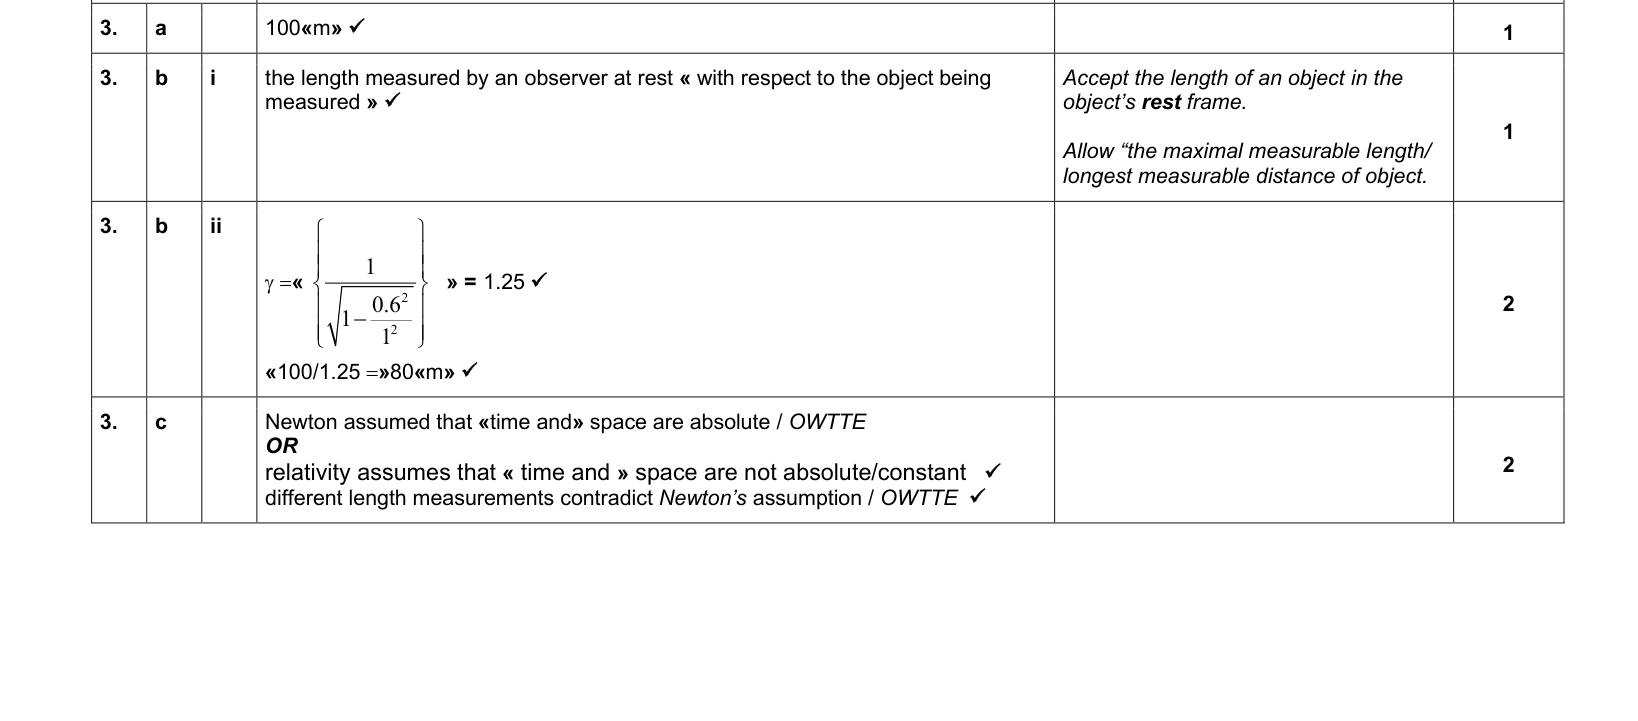 3. a 100«m» ✓ 1
3. b i the length measured by an observer at rest « with respect to the object being
measured » ✓
Accept the length of an object in the
object’s rest frame.
Allow “the maximal measurable length/
longest measurable distance of object.
1
3. b ii
γ =« { 1 / √(1 − 0.6² / 1²) } » = 1.25 ✓
«100/1.25 =»80«m» ✓
2
3. c Newton assumed that «time and» space are absolute / OWTTE
OR
relativity assumes that « time and » space are not absolute/constant ✓
different length measurements contradict Newton’s assumption / OWTTE ✓
2